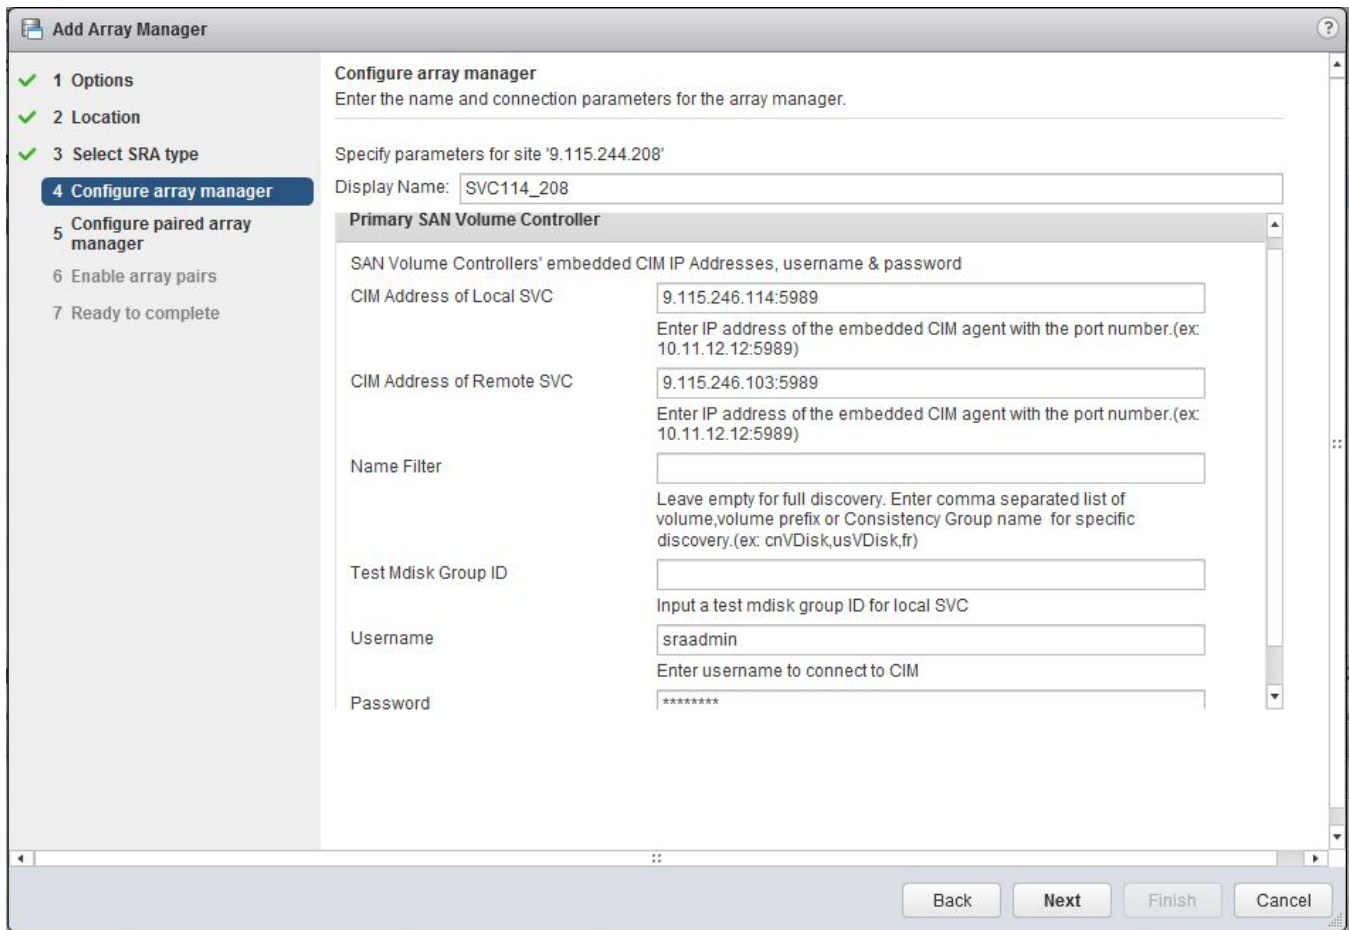 Add Array Manager
?
1 Options
2 Location
3 Select SRA type
4 Configure array manager
5 Configure paired array
manager
6 Enable array pairs
7 Ready to complete
Configure array manager
Enter the name and connection parameters for the array manager.
Specify parameters for site '9.115.244.208'
Display Name: SVC114_208
Primary SAN Volume Controller
SAN Volume Controllers' embedded CIM IP Addresses, username & password
CIM Address of Local SVC 9.115.246.114:5989
Enter IP address of the embedded CIM agent with the port number.(ex:
10.11.12.12:5989)
CIM Address of Remote SVC 9.115.246.103:5989
Enter IP address of the embedded CIM agent with the port number.(ex:
10.11.12.12:5989)
Name Filter
Leave empty for full discovery. Enter comma separated list of
volume,volume prefix or Consistency Group name for specific
discovery.(ex: cnVDisk,usVDisk,fr)
Test Mdisk Group ID
Input a test mdisk group ID for local SVC
Username sraadmin
Enter username to connect to CIM
Password ********
Back Next Finish Cancel